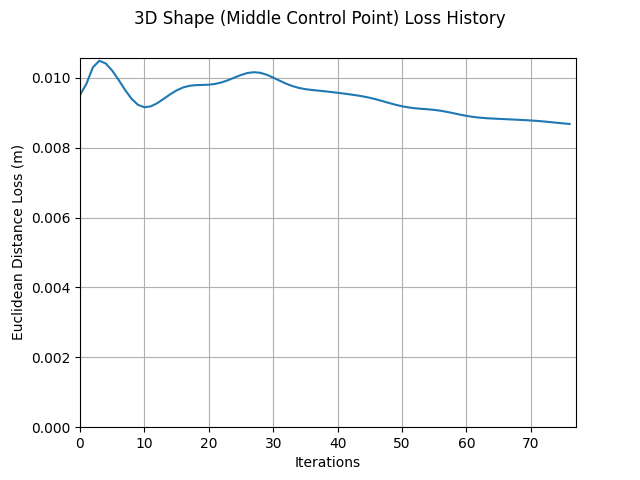 3D Shape (Middle Control Point) Loss History
0.010
0.008
0.006
0.004
0.002
0.000
Euclidean Distance Loss (m)
0 10 20 30 40 50 60 70
Iterations